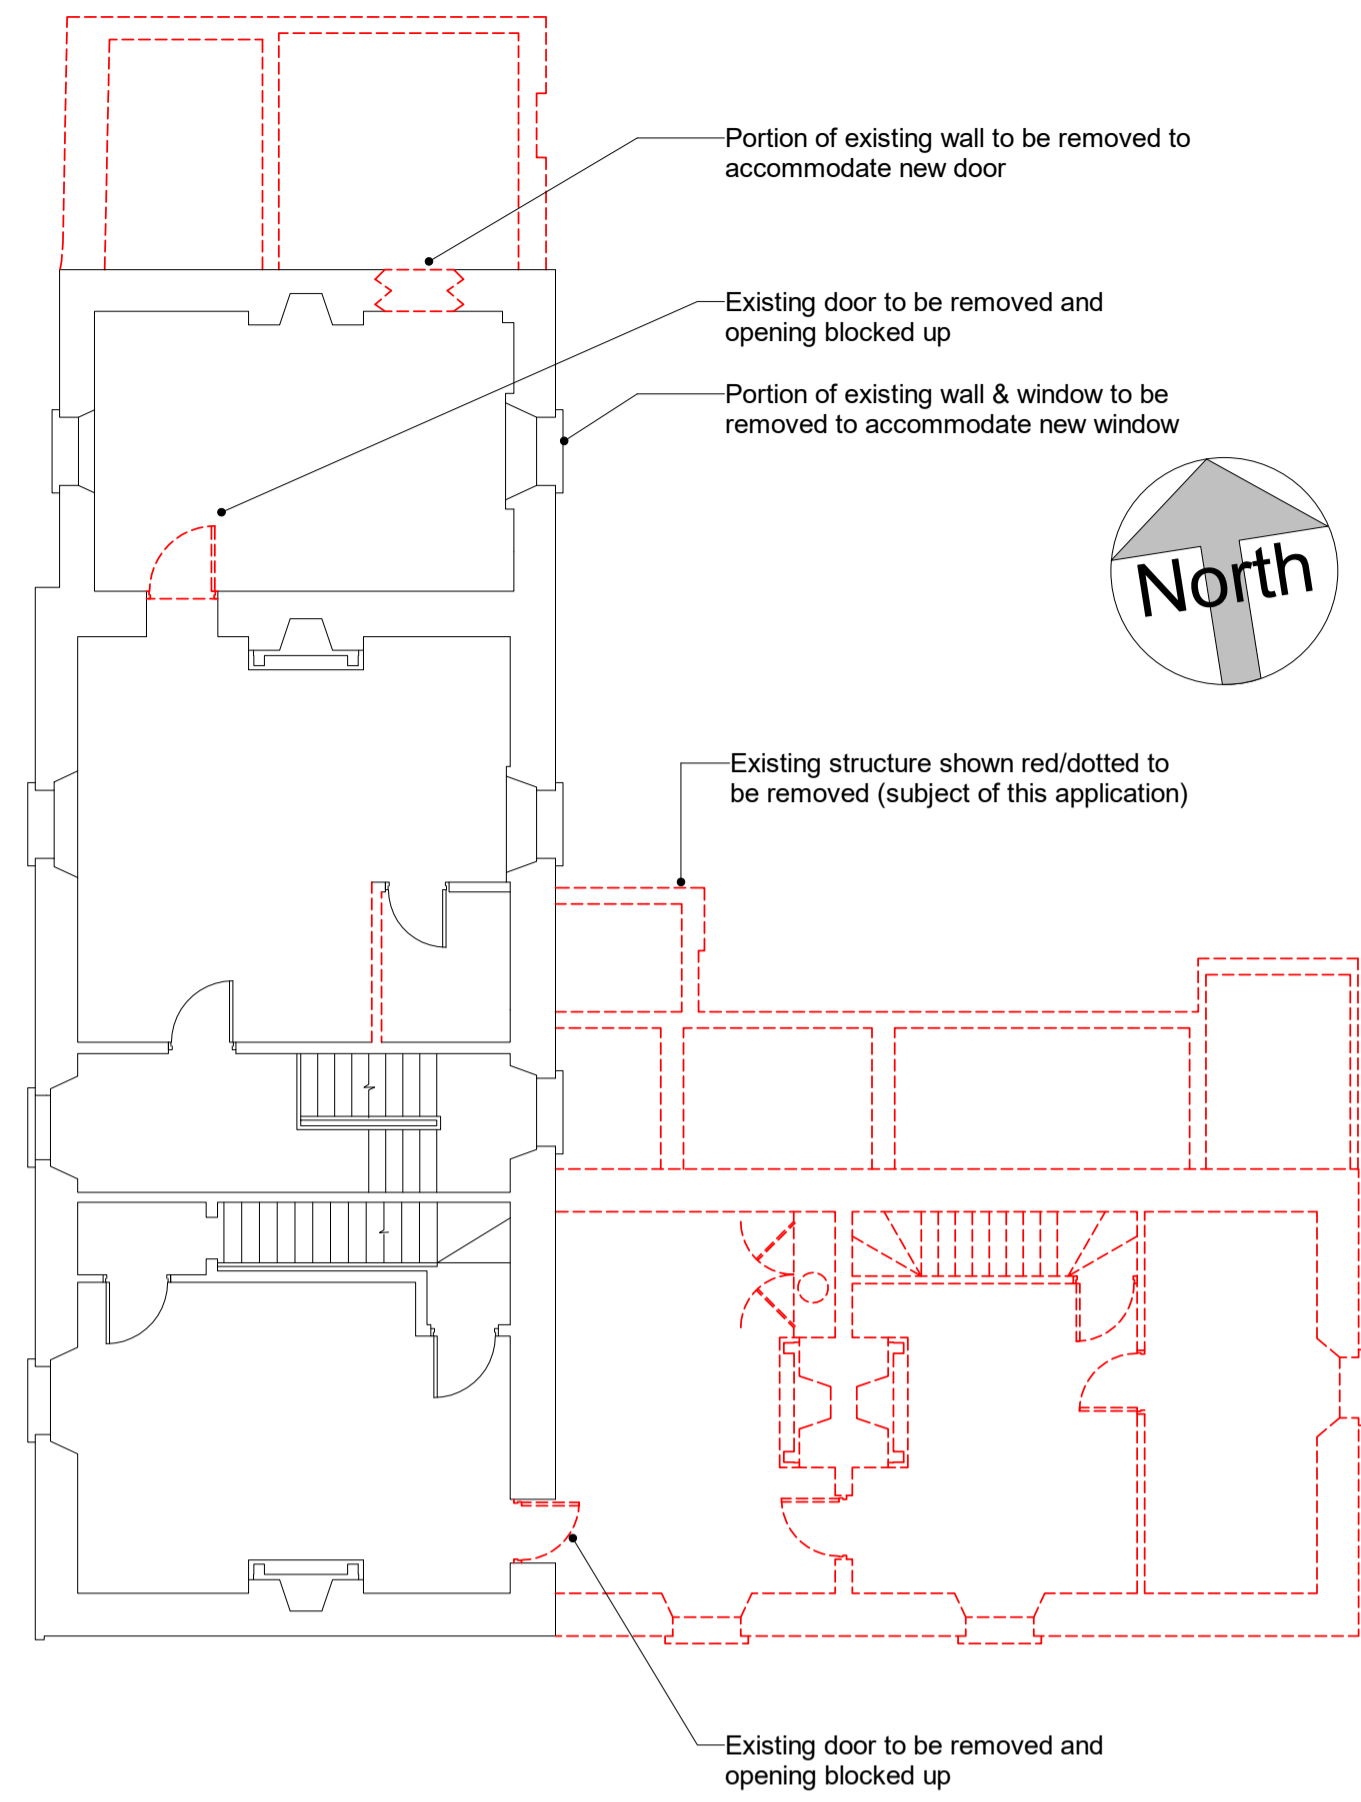 Portion of existing wall to be removed to
accommodate new door
Existing door to be removed and
opening blocked up
Portion of existing wall & window to be
removed to accommodate new window
North
Existing structure shown red/dotted to
be removed (subject of this application)
Existing door to be removed and
opening blocked up